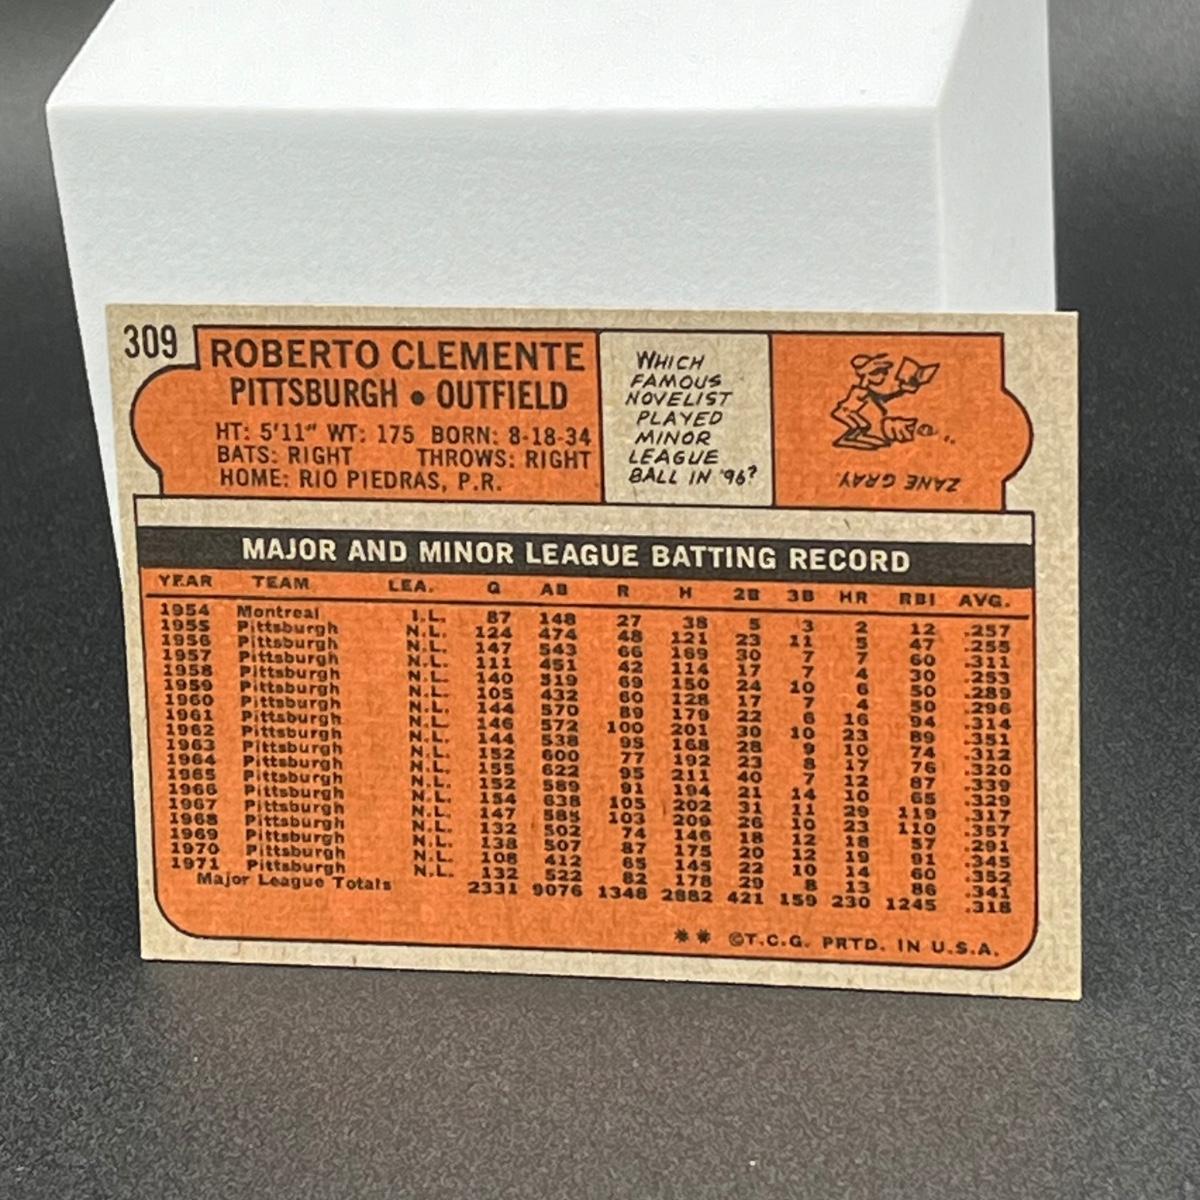 309
ROBERTO CLEMENTE
PITTSBURGH • OUTFIELD
HT: 5'11" WT: 175 BORN: 8-18-34
BATS: RIGHT THROWS: RIGHT
HOME: RIO PIEDRAS, P.R.
WHICH
FAMOUS
NOVELIST
PLAYED
MINOR
LEAGUE
BALL IN '96?
ZANE GRAY.
MAJOR AND MINOR LEAGUE BATTING RECORD
YEAR TEAM LEA. G AB R H 2B 3B HR RBI AVG.
1954 Montreal I.L. 87 148 27 38 5 3 2 12 .257
1955 Pittsburgh N.L. 124 474 48 121 23 11 5 47 .255
1956 Pittsburgh N.L. 147 543 66 169 30 7 7 60 .311
1957 Pittsburgh N.L. 111 451 42 114 17 7 4 30 .253
1958 Pittsburgh N.L. 140 519 69 150 24 10 6 50 .289
1959 Pittsburgh N.L. 105 432 60 128 17 7 4 50 .296
1960 Pittsburgh N.L. 144 570 89 179 22 6 16 94 .314
1961 Pittsburgh N.L. 146 572 100 201 30 10 23 89 .351
1962 Pittsburgh N.L. 144 538 95 168 28 9 10 74 .312
1963 Pittsburgh N.L. 152 600 77 192 23 8 17 76 .320
1964 Pittsburgh N.L. 155 622 95 211 40 7 12 87 .339
1965 Pittsburgh N.L. 152 589 91 194 21 14 10 65 .329
1966 Pittsburgh N.L. 154 638 105 202 31 11 29 119 .317
1967 Pittsburgh N.L. 147 585 103 209 26 10 23 110 .357
1968 Pittsburgh N.L. 132 502 74 146 18 12 18 57 .291
1969 Pittsburgh N.L. 138 507 87 175 20 12 19 91 .345
1970 Pittsburgh N.L. 108 412 65 145 22 10 14 60 .352
1971 Pittsburgh N.L. 132 522 82 178 29 8 13 86 .341
Major League Totals 2331 9076 1348 2882 421 159 230 1245 .318
** ©T.C.G. PRTD. IN U.S.A.